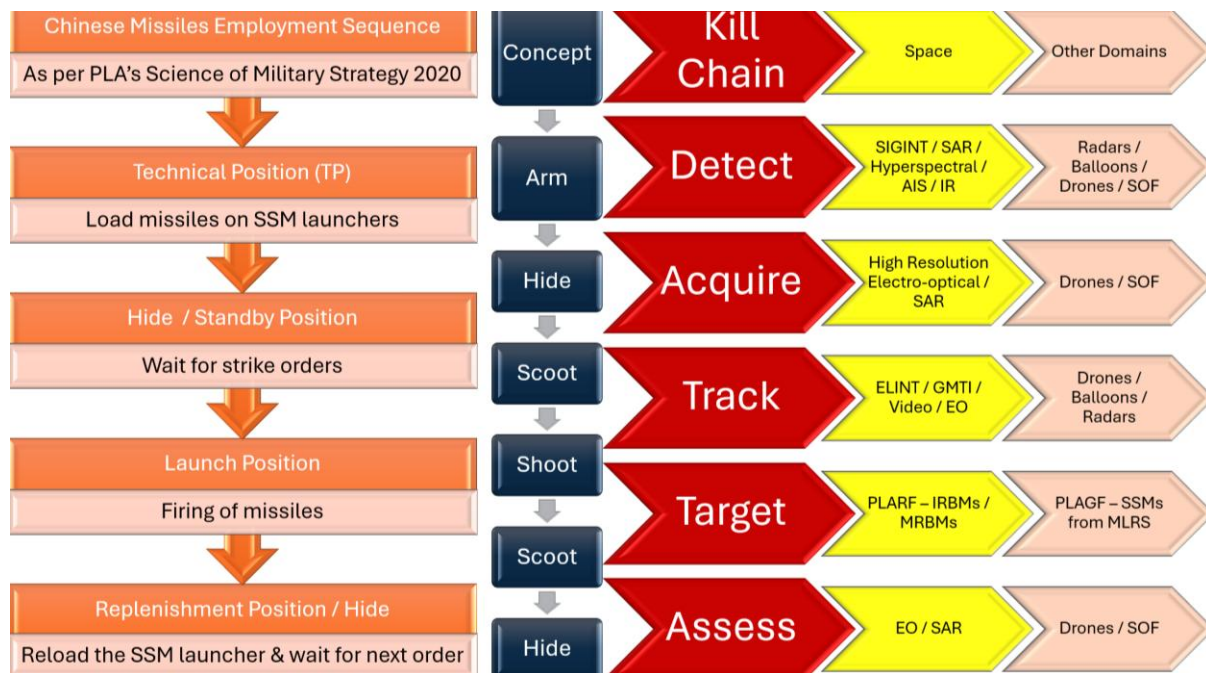 Chinese Missiles Employment Sequence
As per PLA's Science of Military Strategy 2020
Technical Position (TP)
Load missiles on SSM launchers
Hide / Standby Position
Wait for strike orders
Launch Position
Firing of missiles
Replenishment Position / Hide
Reload the SSM launcher & wait for next order
Concept
Arm
Hide
Scoot
Shoot
Scoot
Hide
Kill
Chain
Space
Other Domains
Detect
SIGINT / SAR /
Hyperspectral /
AIS / IR
Radars /
Balloons /
Drones / SOF
Acquire
High Resolution
Electro-optical /
SAR
Drones / SOF
Track
ELINT / GMTI /
Video / EO
Drones /
Balloons /
Radars
Target
PLARF – IRBMs /
MRBMs
PLAGF – SSMs
from MLRS
Assess
EO / SAR
Drones / SOF